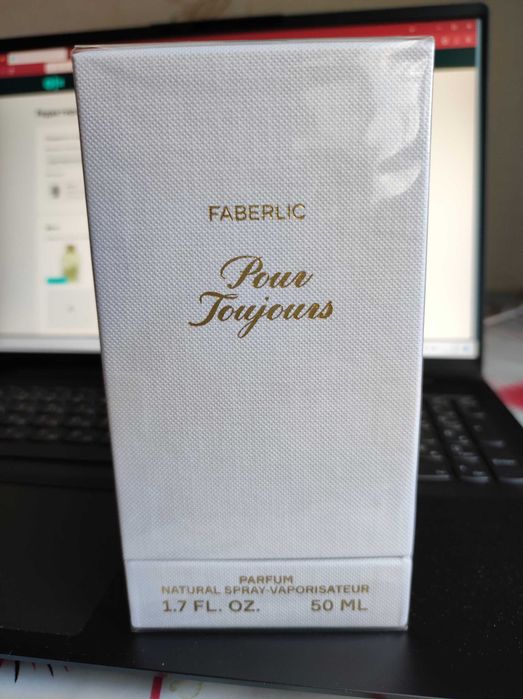 FABERLIC
Pour
Toujours
PARFUM
NATURAL SPRAY-VAPORISATEUR
1.7 FL. OZ. 50 ML